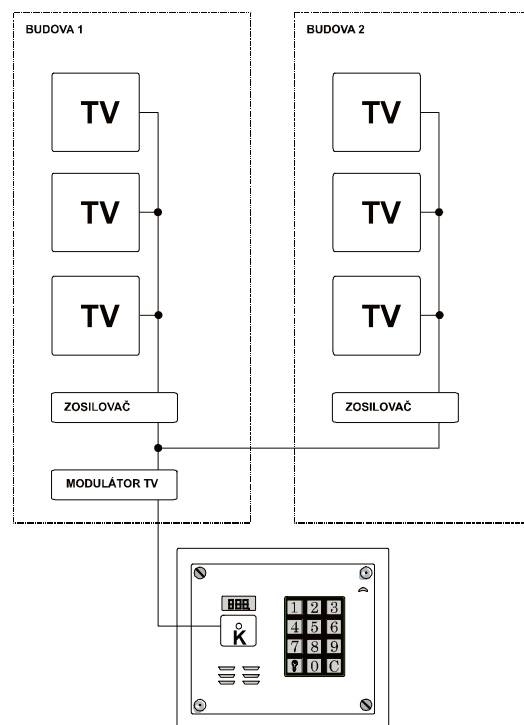 BUDOVA 1
TV
TV
TV
ZOSILOVAČ
MODULÁTOR TV
BUDOVA 2
TV
TV
TV
ZOSILOVAČ
888
K
1 2 3
4 5 6
7 8 9
0 C